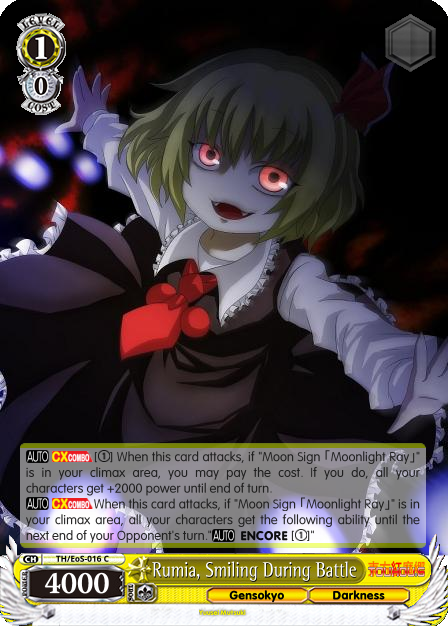 LEVEL
1
0
COST
AUTO CXCOMBO [①] When this card attacks, if "Moon Sign 「Moonlight Ray」"
is in your climax area, you may pay the cost. If you do, all your
characters get +2000 power until end of turn.
AUTO CXCOMBO When this card attacks, if "Moon Sign 「Moonlight Ray」" is in
your climax area, all your characters get the following ability until the
next end of your Opponent's turn."AUTO ENCORE [①]"
CH TH/EoS-016 C
Rumia, Smiling During Battle
POWER 4000 SOUL
Gensokyo Darkness